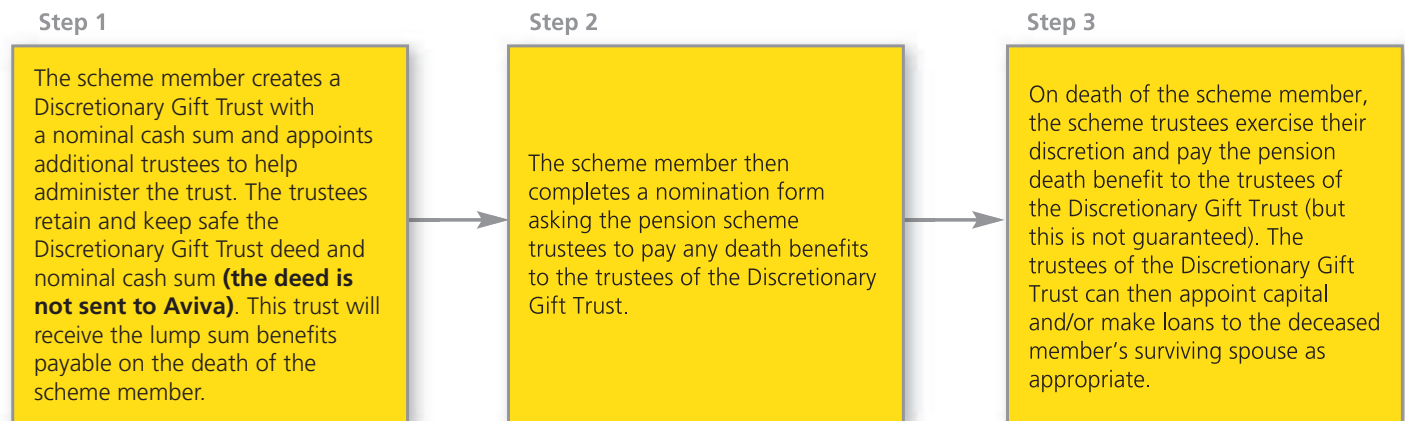 Step 1
The scheme member creates a
Discretionary Gift Trust with
a nominal cash sum and appoints
additional trustees to help
administer the trust. The trustees
retain and keep safe the
Discretionary Gift Trust deed and
nominal cash sum (the deed is
not sent to Aviva). This trust will
receive the lump sum benefits
payable on the death of the
scheme member.
Step 2
The scheme member then
completes a nomination form
asking the pension scheme
trustees to pay any death benefits
to the trustees of the Discretionary
Gift Trust.
Step 3
On death of the scheme member,
the scheme trustees exercise their
discretion and pay the pension
death benefit to the trustees of
the Discretionary Gift Trust (but
this is not guaranteed). The
trustees of the Discretionary Gift
Trust can then appoint capital
and/or make loans to the deceased
member’s surviving spouse as
appropriate.